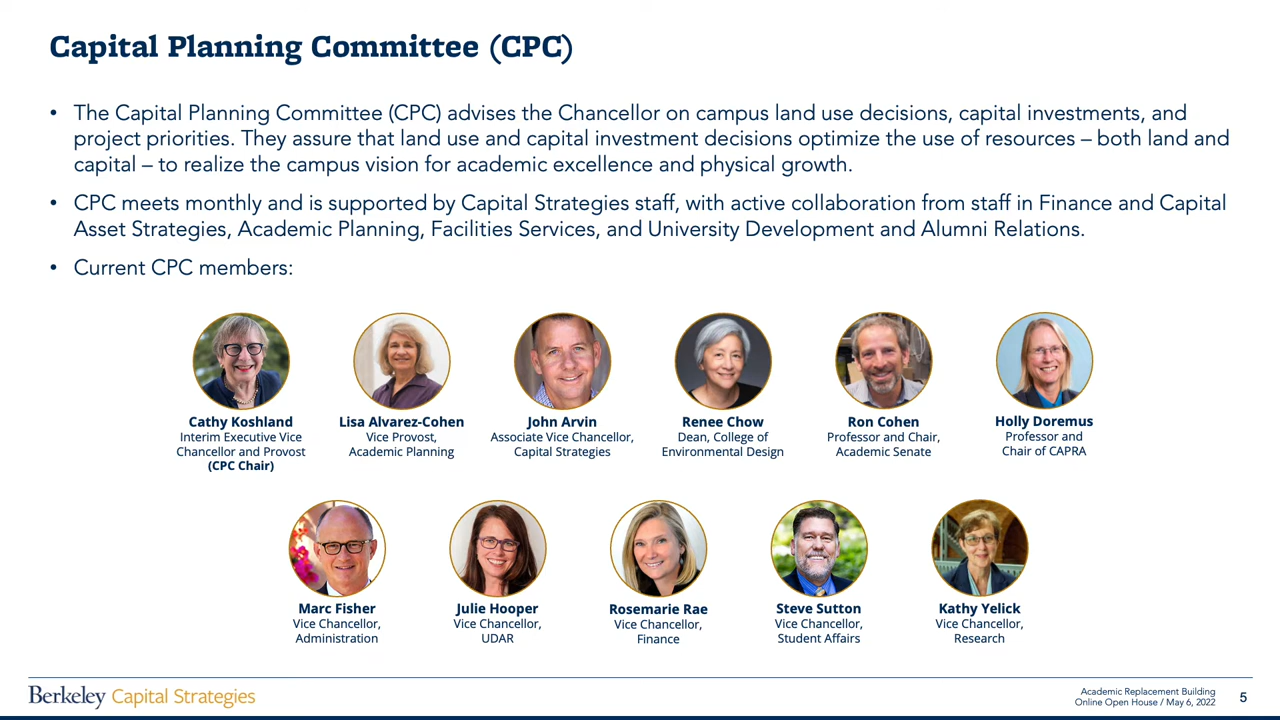 Capital Planning Committee (CPC)
• The Capital Planning Committee (CPC) advises the Chancellor on campus land use decisions, capital investments, and
project priorities. They assure that land use and capital investment decisions optimize the use of resources – both land and
capital – to realize the campus vision for academic excellence and physical growth.
• CPC meets monthly and is supported by Capital Strategies staff, with active collaboration from staff in Finance and Capital
Asset Strategies, Academic Planning, Facilities Services, and University Development and Alumni Relations.
• Current CPC members:
Cathy Koshland
Interim Executive Vice
Chancellor and Provost
(CPC Chair)
Lisa Alvarez-Cohen
Vice Provost,
Academic Planning
John Arvin
Associate Vice Chancellor,
Capital Strategies
Renee Chow
Dean, College of
Environmental Design
Ron Cohen
Professor and Chair,
Academic Senate
Holly Doremus
Professor and
Chair of CAPRA
Marc Fisher
Vice Chancellor,
Administration
Julie Hooper
Vice Chancellor,
UDAR
Rosemarie Rae
Vice Chancellor,
Finance
Steve Sutton
Vice Chancellor,
Student Affairs
Kathy Yelick
Vice Chancellor,
Research
Berkeley Capital Strategies
Academic Replacement Building
Online Open House / May 6, 2022
5